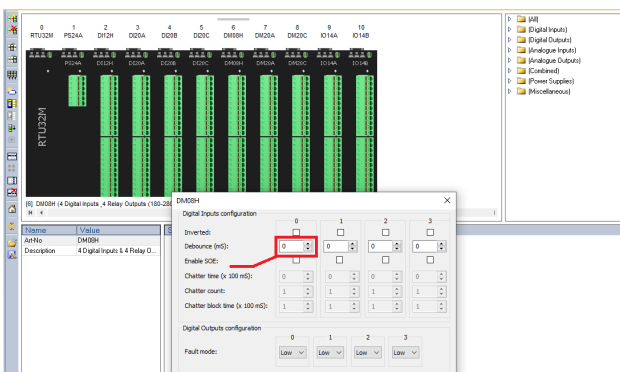 0 1 2 3 4 5 6 7 8 9 10
RTU32M PS24A DI12H DI20A DI20B DI20C DM08H DM20A DM20C IO14A IO14B
PS24A DI12H DI20A DI20B DI20C DM08H DM20A DM20C IO14A IO14B
RTU32M
(All)
(Digital Inputs)
(Digital Outputs)
(Analogue Inputs)
(Analogue Outputs)
(Combined)
(Power Supplies)
(Miscellaneous)
[6] DM08H (4 Digital Inputs ,4 Relay Outputs (180-28
Name Value
Art-No DM08H
Description 4 Digital Inputs & 4 Relay O...
DM08H
Digital Inputs configuration
0 1 2 3
Inverted:
Debounce (mS): 0 0 0 0
Enable SOE:
Chatter time (x 100 mS): 0 0 0 0
Chatter count: 1 1 1 1
Chatter block time (x 100 mS): 1 1 1 1
Digital Outputs configuration
0 1 2 3
Fault mode: Low Low Low Low